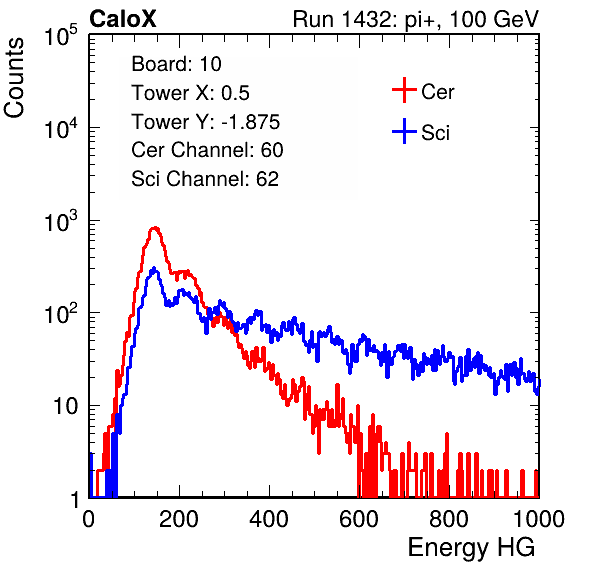 CaloX Run 1432: pi+, 100 GeV
Counts
Board: 10
Tower X: 0.5
Tower Y: -1.875
Cer Channel: 60
Sci Channel: 62
Cer
Sci
10^5
10^4
10^3
10^2
10
1
0 200 400 600 800 1000
Energy HG